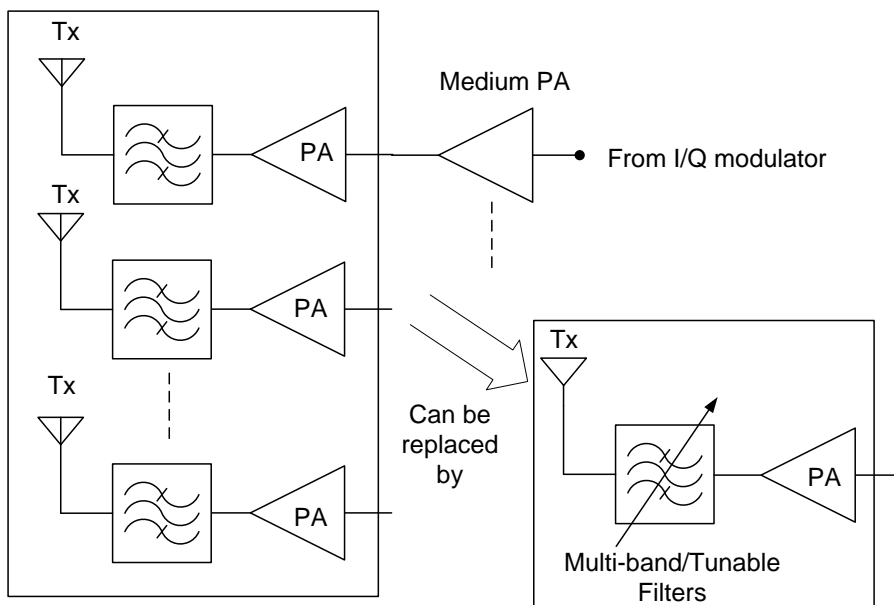 Tx
Medium PA
PA
From I/Q modulator
Tx
PA
Tx
Can be
replaced
by
PA
Tx
PA
Multi-band/Tunable
Filters